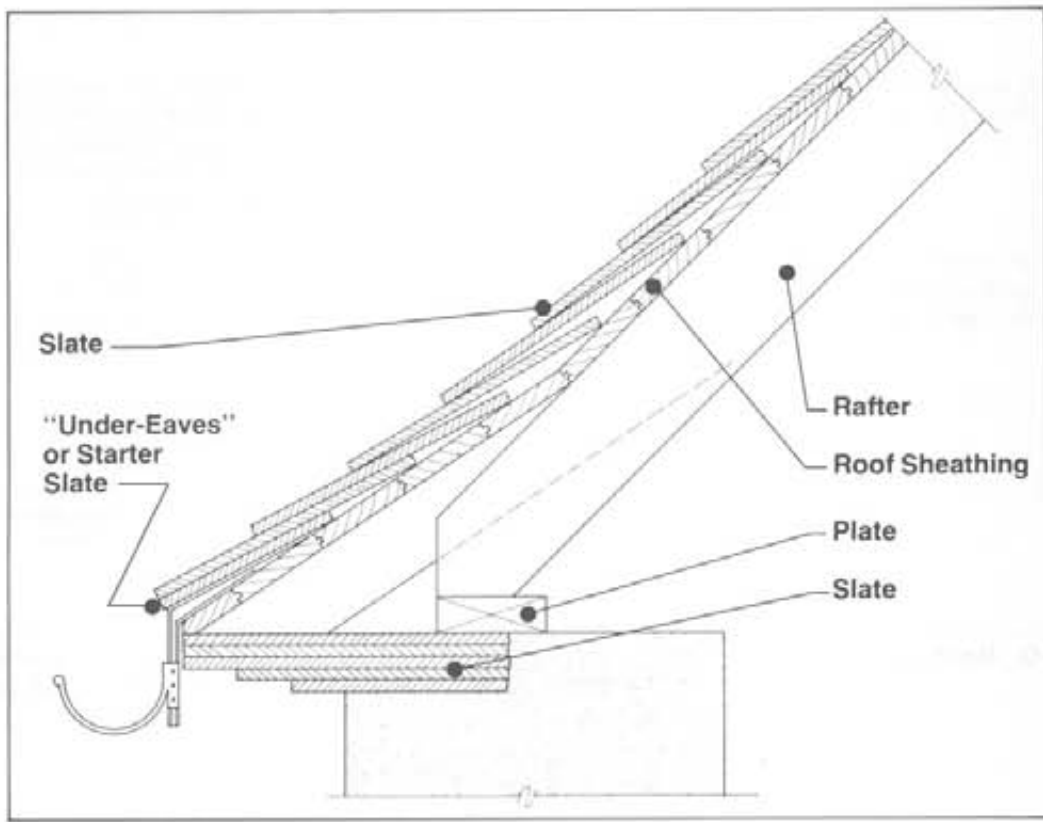 Slate
"Under-Eaves"
or Starter
Slate
Rafter
Roof Sheathing
Plate
Slate